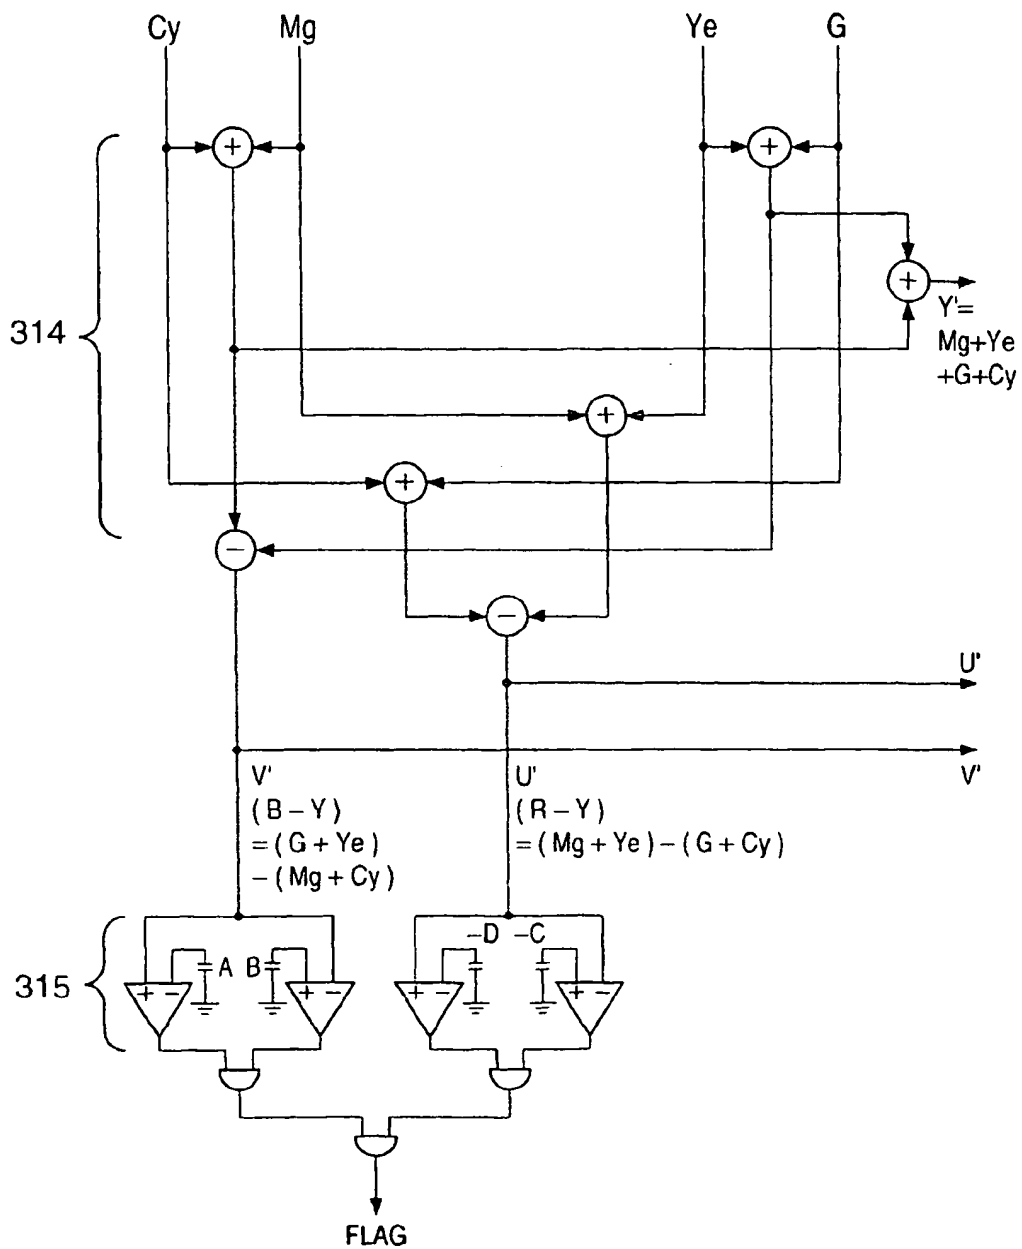 Cy Mg Ye G
+ +
+
314
Y'=
Mg+Ye
+G+Cy
+
+
−
−
U'
V'
V'
(B−Y)
=(G+Ye)
−(Mg+Cy)
U'
(R−Y)
=(Mg+Ye)−(G+Cy)
315
A B −D −C
+ − + − + − + −
FLAG